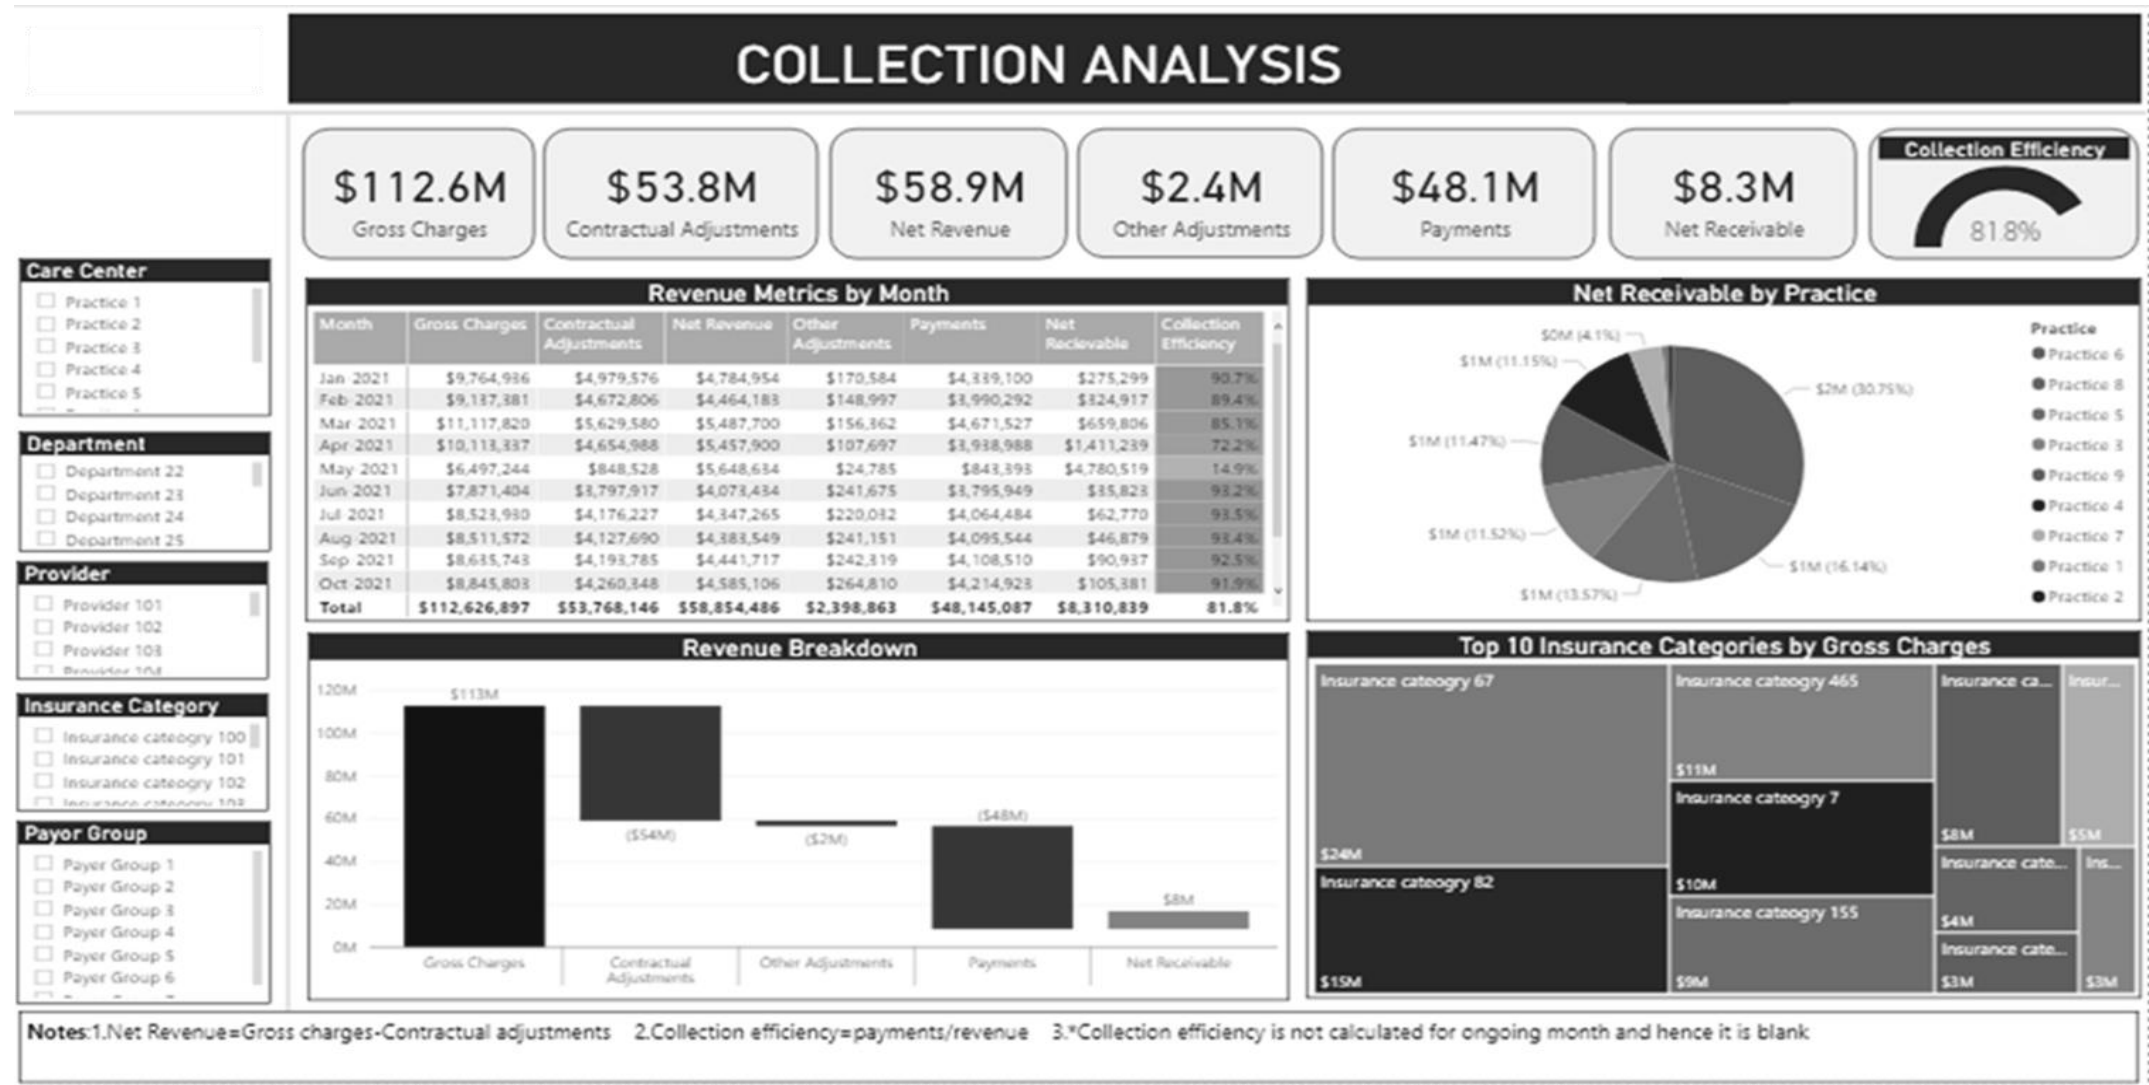 COLLECTION ANALYSIS
$112.6M
Gross Charges
$53.8M
Contractual Adjustments
$58.9M
Net Revenue
$2.4M
Other Adjustments
$48.1M
Payments
$8.3M
Net Receivable
Collection Efficiency
81.8%
Care Center
Practice 1
Practice 2
Practice 3
Practice 4
Practice 5
Department
Department 22
Department 23
Department 24
Department 25
Provider
Provider 101
Provider 102
Provider 103
Provider 104
Insurance Category
Insurance cateogry 100
Insurance cateogry 101
Insurance cateogry 102
Insurance cateogry 103
Payor Group
Payer Group 1
Payer Group 2
Payer Group 3
Payer Group 4
Payer Group 5
Payer Group 6
Revenue Metrics by Month
Month Gross Charges Contractual Adjustments Net Revenue Other Adjustments Payments Net Recievable Collection Efficiency
Jan-2021 $9,764,936 $4,979,576 $4,784,954 $170,584 $4,339,100 $275,299 90.7%
Feb-2021 $9,137,381 $4,672,806 $4,464,183 $148,997 $3,990,292 $324,917 89.4%
Mar-2021 $11,117,820 $5,629,580 $5,487,700 $156,362 $4,671,527 $659,806 85.1%
Apr-2021 $10,113,337 $4,654,988 $5,457,900 $107,697 $3,938,988 $1,411,239 72.2%
May-2021 $6,497,244 $848,528 $5,648,634 $24,785 $843,393 $4,780,519 14.9%
Jun-2021 $7,871,404 $3,797,917 $4,073,434 $241,675 $3,795,949 $35,823 93.2%
Jul-2021 $8,523,930 $4,176,227 $4,347,265 $220,032 $4,064,484 $62,770 93.5%
Aug-2021 $8,511,572 $4,127,690 $4,383,549 $241,151 $4,095,544 $46,879 93.4%
Sep-2021 $8,635,743 $4,193,785 $4,441,717 $242,319 $4,108,510 $90,937 92.5%
Oct-2021 $8,845,803 $4,260,348 $4,585,106 $264,810 $4,214,923 $105,381 91.9%
Total $112,626,897 $53,768,146 $58,854,486 $2,398,863 $48,145,087 $8,310,839 81.8%
Net Receivable by Practice
$0M (4.1%)
$1M (11.15%)
$2M (30.75%)
$1M (11.47%)
$1M (11.52%)
$1M (16.14%)
$1M (13.57%)
Practice
Practice 6
Practice 8
Practice 5
Practice 3
Practice 9
Practice 4
Practice 7
Practice 1
Practice 2
Revenue Breakdown
120M
100M
80M
60M
40M
20M
0M
$113M
($54M)
($2M)
($48M)
$8M
Gross Charges
Contractual
Adjustments
Other Adjustments
Payments
Net Receivable
Top 10 Insurance Categories by Gross Charges
Insurance cateogry 67
$24M
Insurance cateogry 82
$15M
Insurance cateogry 465
$11M
Insurance cateogry 7
$10M
Insurance cateogry 155
$9M
Insurance ca...
$8M
Insur...
$5M
Insurance cate...
$4M
Insurance cate...
$3M
Ins...
$3M
Notes:1.Net Revenue=Gross charges-Contractual adjustments 2.Collection efficiency=payments/revenue 3.*Collection efficiency is not calculated for ongoing month and hence it is blank